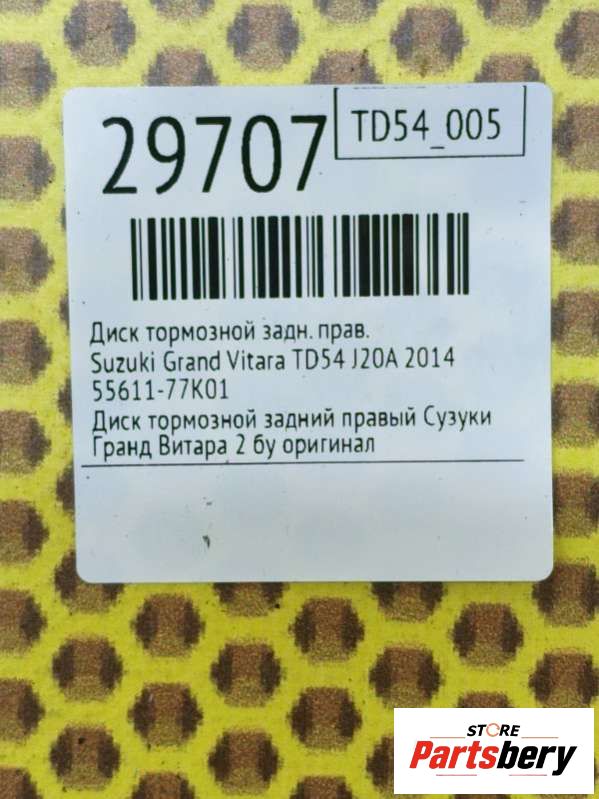 29707
TD54_005
Диск тормозной задн. прав.
Suzuki Grand Vitara TD54 J20A 2014
55611-77K01
Диск тормозной задний правый Сузуки
Гранд Витара 2 бу оригинал
STORE
Partsbery